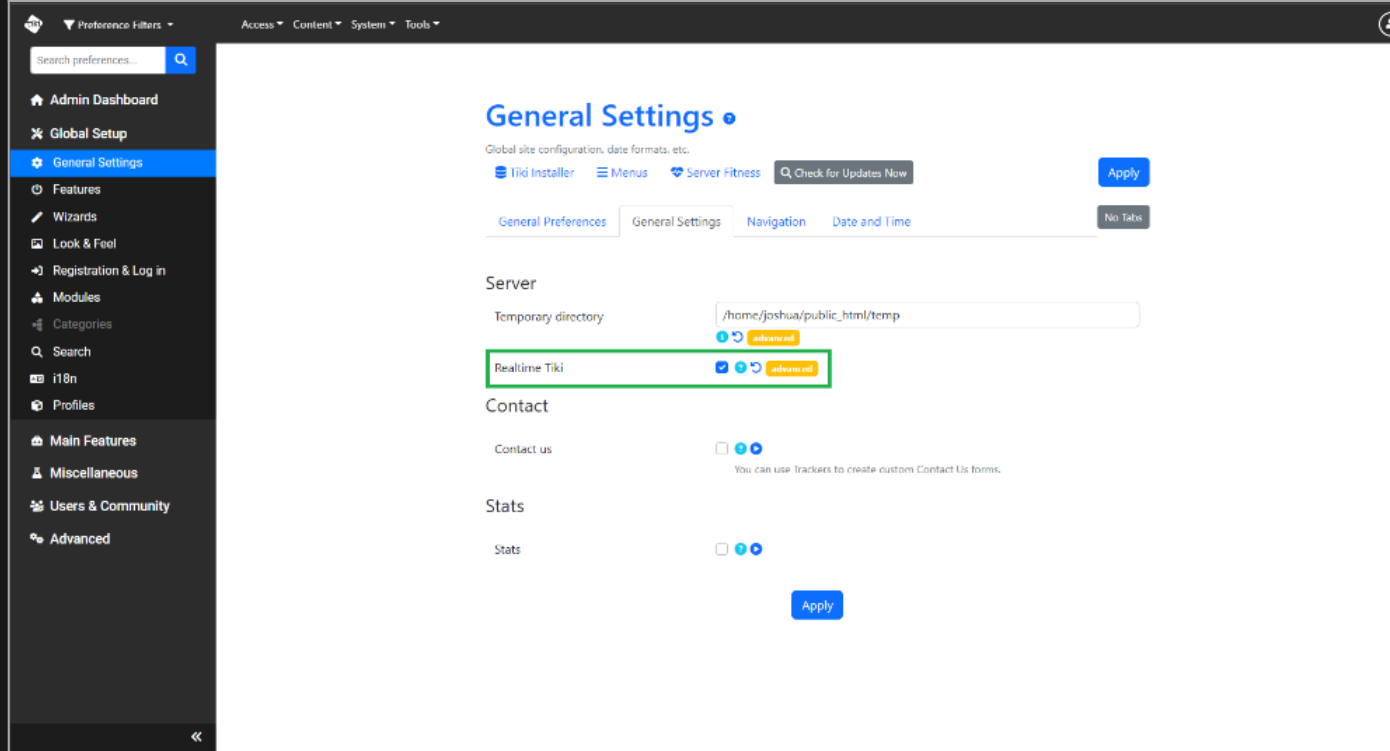 TIKI Preference Filters Access Content System Tools
Search preferences...
Admin Dashboard
Global Setup
General Settings
Features
Wizards
Look & Feel
Registration & Log in
Modules
Categories
Search
i18n
Profiles
Main Features
Miscellaneous
Users & Community
Advanced
General Settings
Global site configuration, date formats, etc.
Tiki Installer Menus Server Fitness Check for Updates Now Apply
General Preferences General Settings Navigation Date and Time No Tabs
Server
Temporary directory /home/joshua/public_html/temp
advanced
Realtime Tiki advanced
Contact
Contact us
You can use Trackers to create custom Contact Us forms.
Stats
Stats
Apply